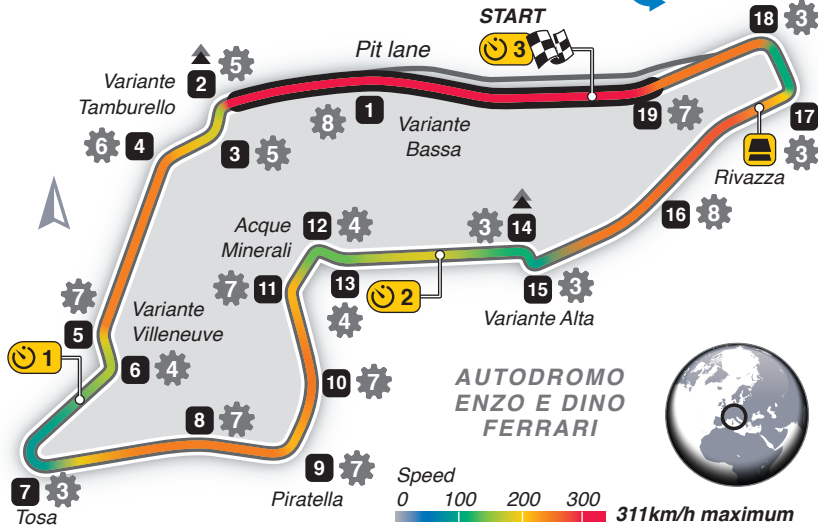 START
3
18
3
Pit lane
Variante
Tamburello
2
5
8
1
Variante
Bassa
19
7
17
3
Rivazza
6
4
3
5
16
8
Acque
Minerali
12
4
3
14
7
11
13
4
2
15
3
Variante Alta
7
5
Variante
Villeneuve
1
6
4
10
7
8
7
AUTODROMO
ENZO E DINO
FERRARI
9
7
Piratella
7
3
Tosa
Speed
0 100 200 300
311km/h maximum